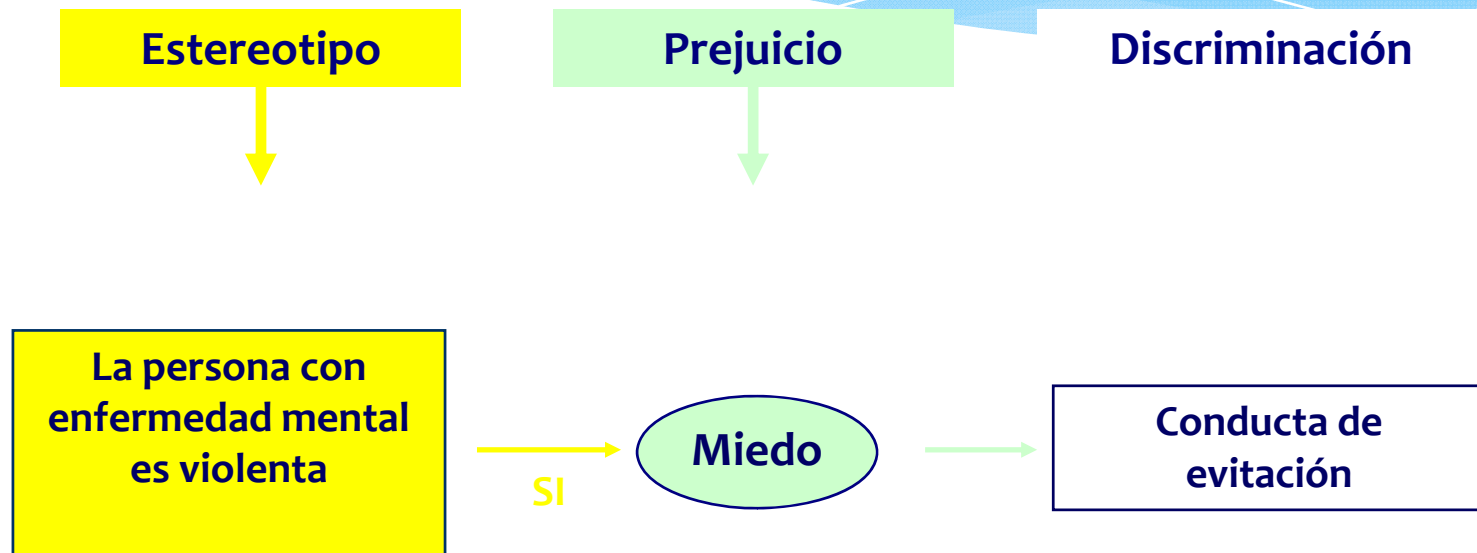 Estereotipo
Prejuicio
Discriminación
La persona con
enfermedad mental
es violenta
SI
Miedo
Conducta de
evitación